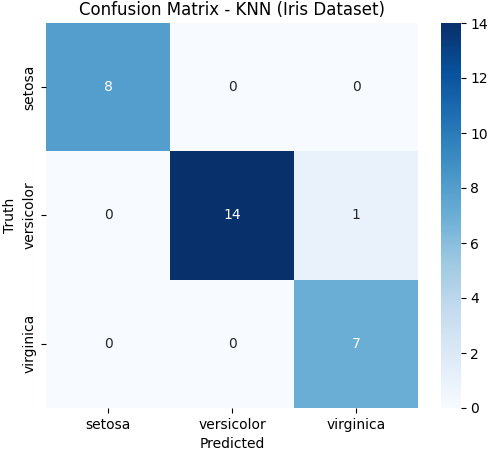 Confusion Matrix - KNN (Iris Dataset)
Truth
setosa
versicolor
virginica
8 0 0
0 14 1
0 0 7
setosa versicolor virginica
Predicted
14
12
10
8
6
4
2
0